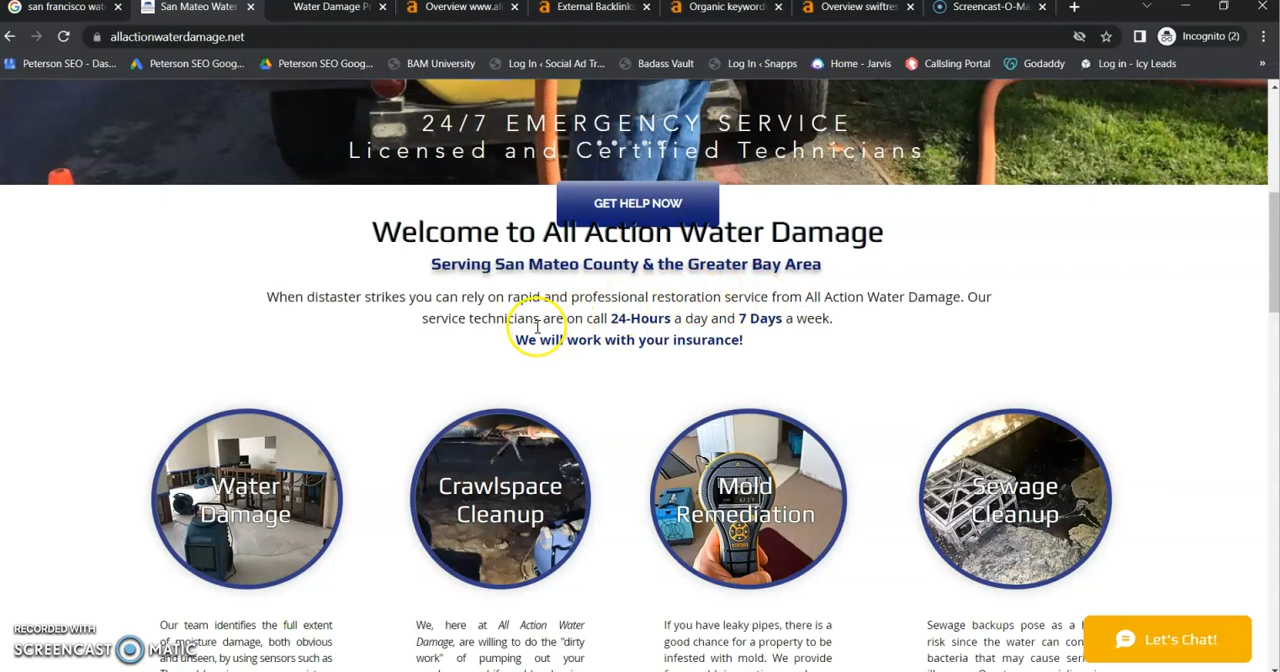 san francisco wat
San Mateo Water
Water Damage P
Overview www.al
External Backlinks
Organic keyword
Overview swiftres
Screencast-O-Ma
allactionwaterdamage.net
Incognito (2)
Peterson SEO - Das...
Peterson SEO Goog...
Peterson SEO Goog...
BAM University
Log In ‹ Social Ad Tr...
Badass Vault
Log In ‹ Snapps
Home - Jarvis
Callsling Portal
Godaddy
Log in - Icy Leads
24/7 EMERGENCY SERVICE
Licensed and Certified Technicians
GET HELP NOW
Welcome to All Action Water Damage
Serving San Mateo County & the Greater Bay Area
When distaster strikes you can rely on rapid and professional restoration service from All Action Water Damage. Our
service technicians are on call 24-Hours a day and 7 Days a week.
We will work with your insurance!
Water
Damage
Crawlspace
Cleanup
Mold
Remediation
Sewage
Cleanup
Our team identifies the full extent
of moisture damage, both obvious
and unseen, by using sensors such as
We, here at All Action Water
Damage, are willing to do the "dirty
work" of pumping out your
If you have leaky pipes, there is a
good chance for a property to be
infested with mold. We provide
Sewage backups pose as a
risk since the water can con
bacteria that may cause
Let's Chat!
RECORDED WITH
SCREENCAST MATIC